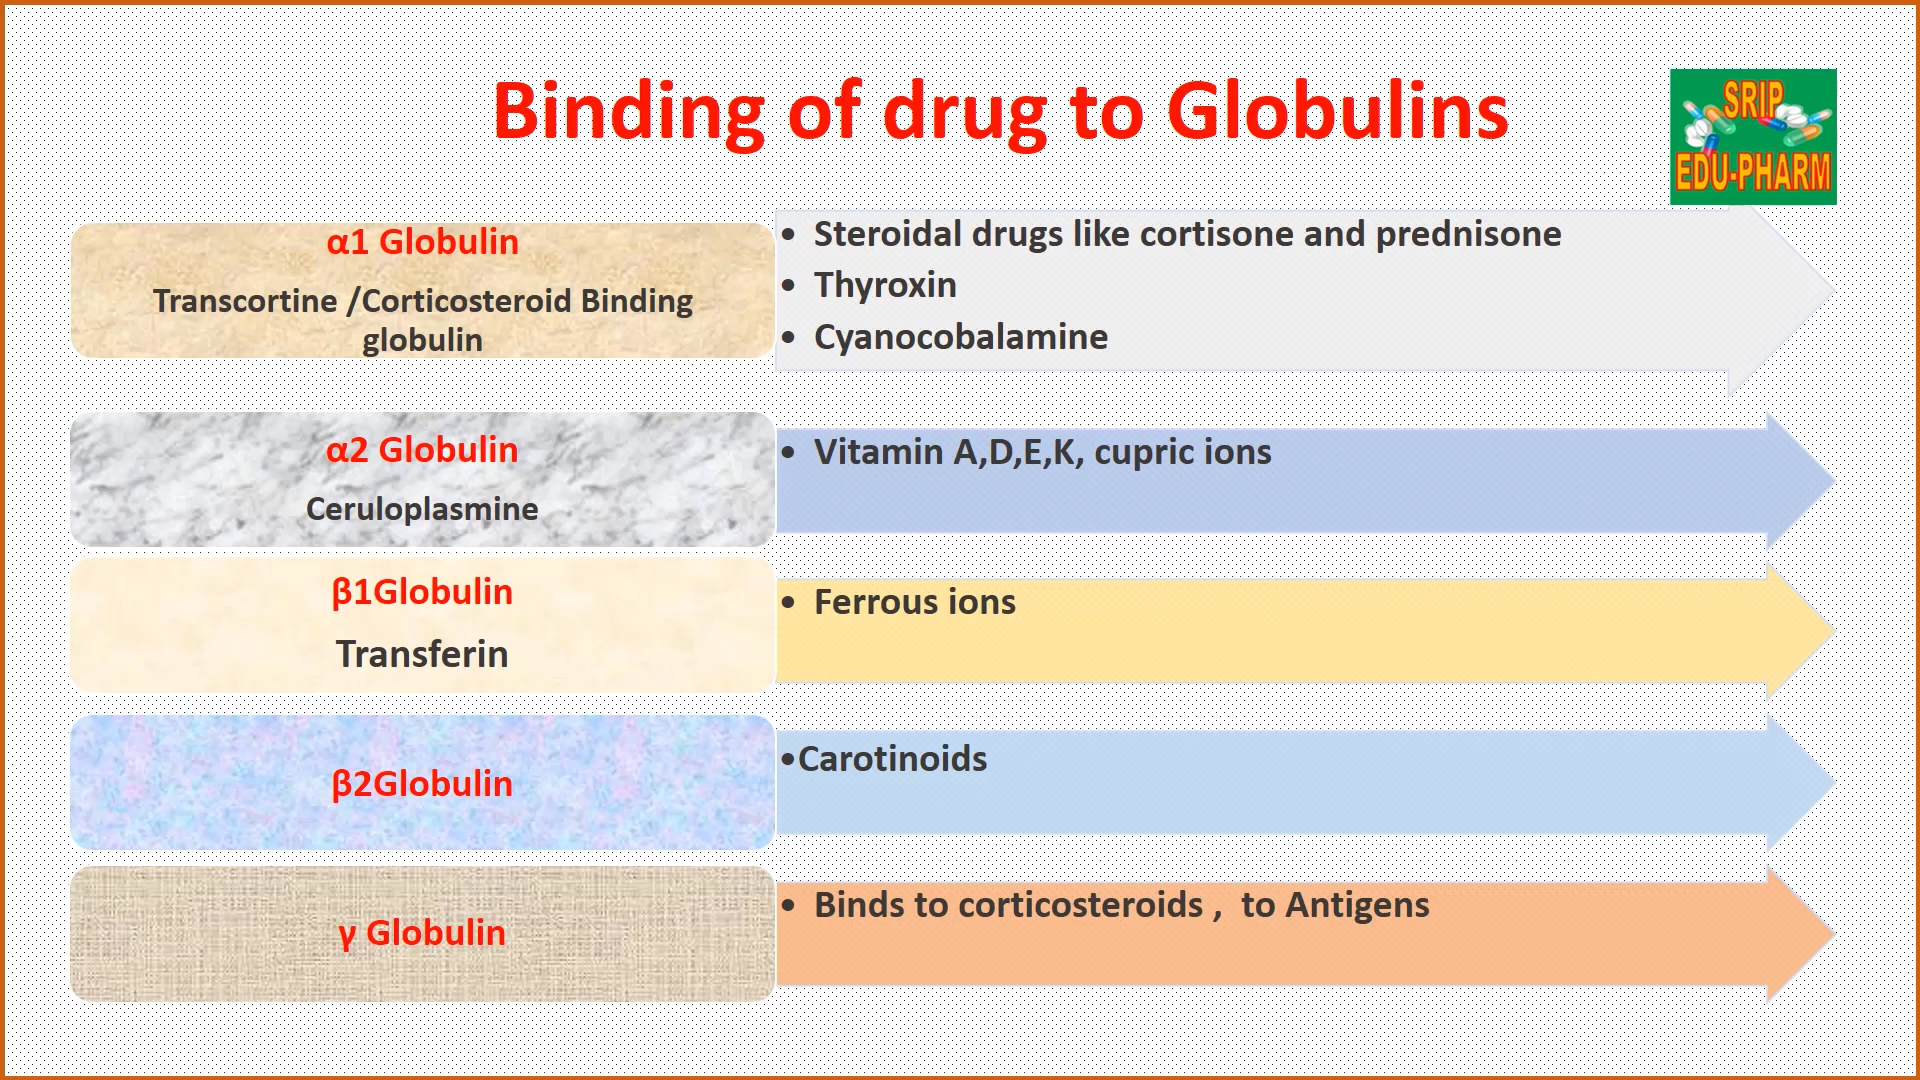 Binding of drug to Globulins
SRIP
EDU-PHARM
α1 Globulin
Transcortine /Corticosteroid Binding
globulin
• Steroidal drugs like cortisone and prednisone
• Thyroxin
• Cyanocobalamine
α2 Globulin
Ceruloplasmine
• Vitamin A,D,E,K, cupric ions
β1Globulin
Transferin
• Ferrous ions
β2Globulin
•Carotinoids
γ Globulin
• Binds to corticosteroids , to Antigens